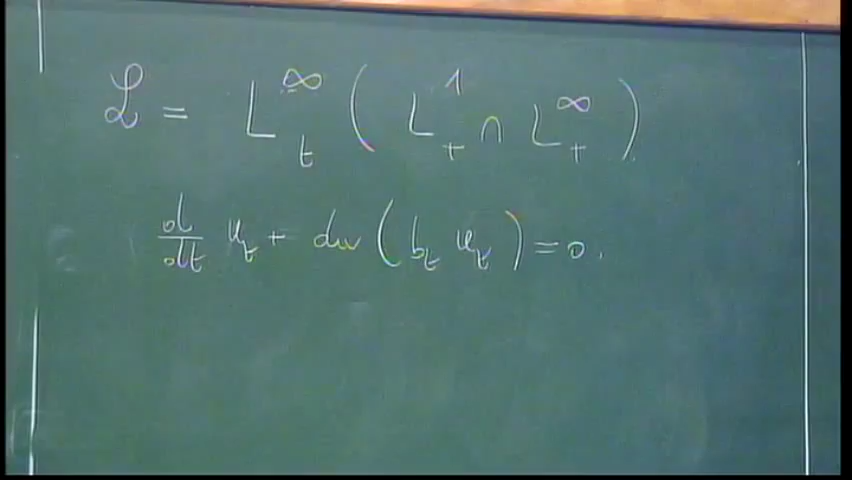 ℒ = L^∞_t ( L^1_+ ∩ L^∞_+ )
d/dt u_t + div ( b_t u_t ) = 0.